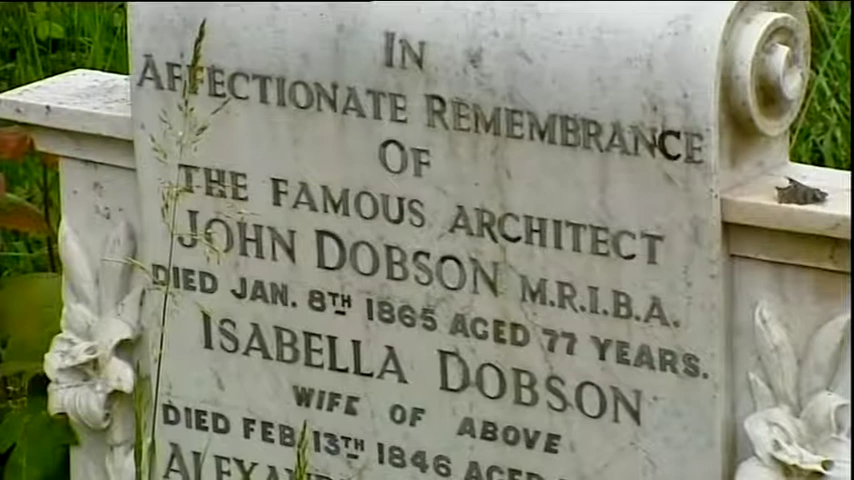 IN
AFFECTIONATE REMEMBRANCE
OF
THE FAMOUS ARCHITECT
JOHN DOBSON M.R.I.B.A.
DIED JAN. 8TH 1865 AGED 77 YEARS.
ISABELLA DOBSON
WIFE OF ABOVE
DIED FEB. 13TH 1846 AGED